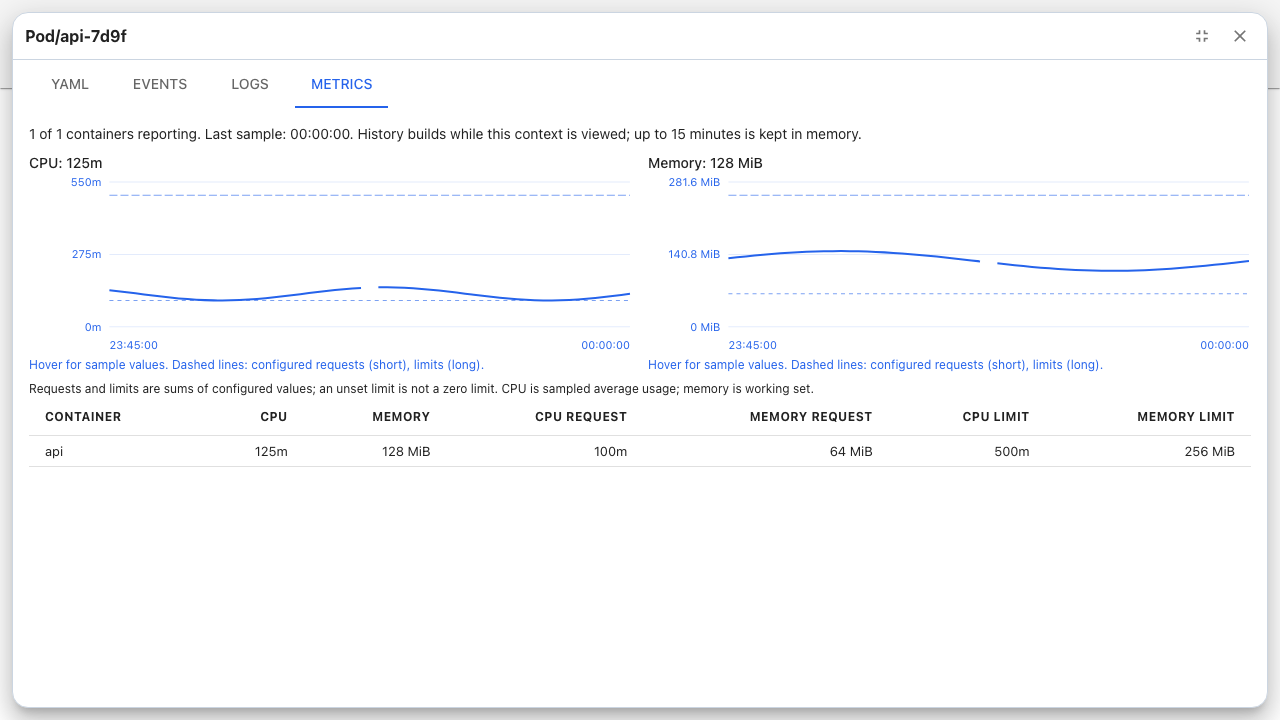 Pod/api-7d9f
YAML EVENTS LOGS METRICS
1 of 1 containers reporting. Last sample: 00:00:00. History builds while this context is viewed; up to 15 minutes is kept in memory.
CPU: 125m
550m
275m
0m
23:45:00 00:00:00
Hover for sample values. Dashed lines: configured requests (short), limits (long).
Memory: 128 MiB
281.6 MiB
140.8 MiB
0 MiB
23:45:00 00:00:00
Hover for sample values. Dashed lines: configured requests (short), limits (long).
Requests and limits are sums of configured values; an unset limit is not a zero limit. CPU is sampled average usage; memory is working set.
CONTAINER CPU MEMORY CPU REQUEST MEMORY REQUEST CPU LIMIT MEMORY LIMIT
api 125m 128 MiB 100m 64 MiB 500m 256 MiB